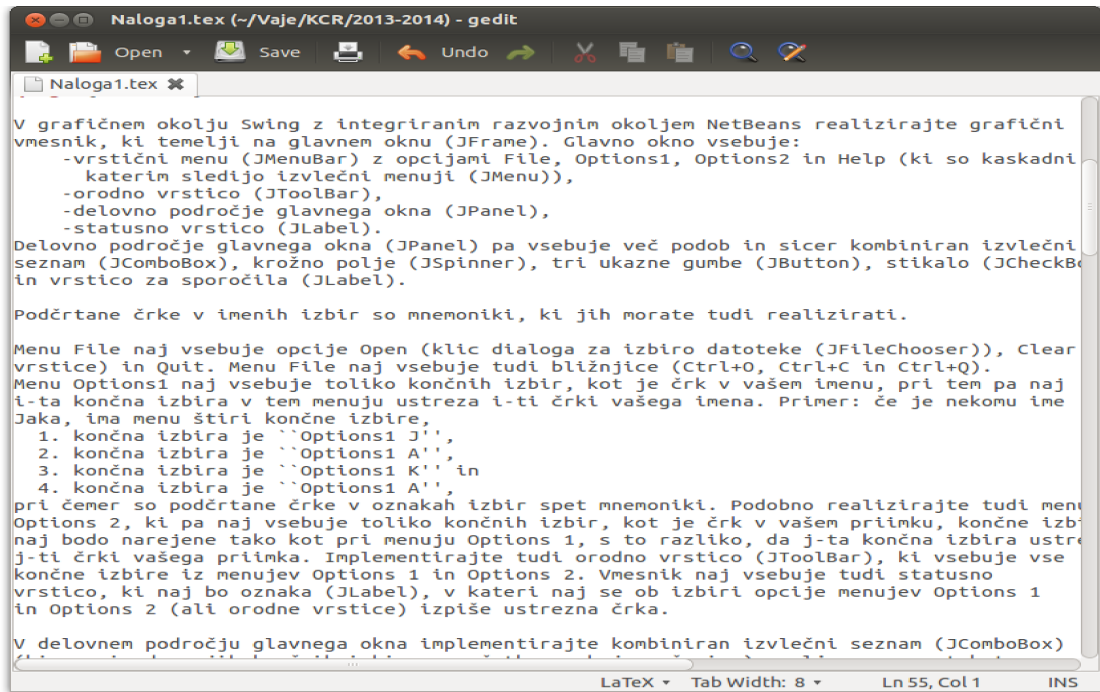 Naloga1.tex (~/Vaje/KCR/2013-2014) - gedit
Open Save Undo
Naloga1.tex
V grafičnem okolju Swing z integriranim razvojnim okoljem NetBeans realizirajte grafični
vmesnik, ki temelji na glavnem oknu (JFrame). Glavno okno vsebuje:
-vrstični menu (JMenuBar) z opcijami File, Options1, Options2 in Help (ki so kaskadni
katerim sledijo izvlečni menuji (JMenu)),
-orodno vrstico (JToolBar),
-delovno področje glavnega okna (JPanel),
-statusno vrstico (JLabel).
Delovno področje glavnega okna (JPanel) pa vsebuje več podob in sicer kombiniran izvlečni
seznam (JComboBox), krožno polje (JSpinner), tri ukazne gumbe (JButton), stikalo (JCheckBo
in vrstico za sporočila (JLabel).
Podčrtane črke v imenih izbir so mnemoniki, ki jih morate tudi realizirati.
Menu File naj vsebuje opcije Open (klic dialoga za izbiro datoteke (JFileChooser)), Clear
vrstice) in Quit. Menu File naj vsebuje tudi bližnjice (Ctrl+O, Ctrl+C in Ctrl+Q).
Menu Options1 naj vsebuje toliko končnih izbir, kot je črk v vašem imenu, pri tem pa naj
i-ta končna izbira v tem menuju ustreza i-ti črki vašega imena. Primer: če je nekomu ime
Jaka, ima menu štiri končne izbire,
1. končna izbira je ``Options1 J'',
2. končna izbira je ``Options1 A'',
3. končna izbira je ``Options1 K'' in
4. končna izbira je ``Options1 A'',
pri čemer so podčrtane črke v oznakah izbir spet mnemoniki. Podobno realizirajte tudi menu
Options 2, ki pa naj vsebuje toliko končnih izbir, kot je črk v vašem priimku, končne izbi
naj bodo narejene tako kot pri menuju Options 1, s to razliko, da j-ta končna izbira ustre
j-ti črki vašega priimka. Implementirajte tudi orodno vrstico (JToolBar), ki vsebuje vse
končne izbire iz menujev Options 1 in Options 2. Vmesnik naj vsebuje tudi statusno
vrstico, ki naj bo oznaka (JLabel), v kateri naj se ob izbiri opcije menujev Options 1
in Options 2 (ali orodne vrstice) izpiše ustrezna črka.
V delovnem področju glavnega okna implementirajte kombiniran izvlečni seznam (JComboBox)
LaTeX Tab Width: 8 Ln 55, Col 1 INS